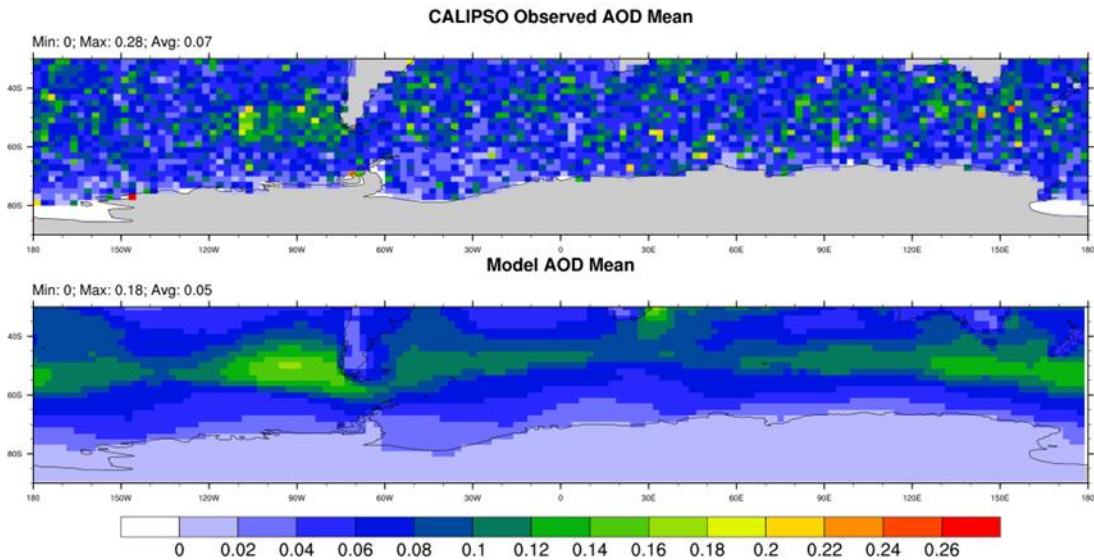 CALIPSO Observed AOD Mean
Min: 0; Max: 0.28; Avg: 0.07
40S
60S
80S
180 150W 120W 90W 60W 30W 0 30E 60E 90E 120E 150E 180
Model AOD Mean
Min: 0; Max: 0.18; Avg: 0.05
40S
60S
80S
180 150W 120W 90W 60W 30W 0 30E 60E 90E 120E 150E 180
0 0.02 0.04 0.06 0.08 0.1 0.12 0.14 0.16 0.18 0.2 0.22 0.24 0.26